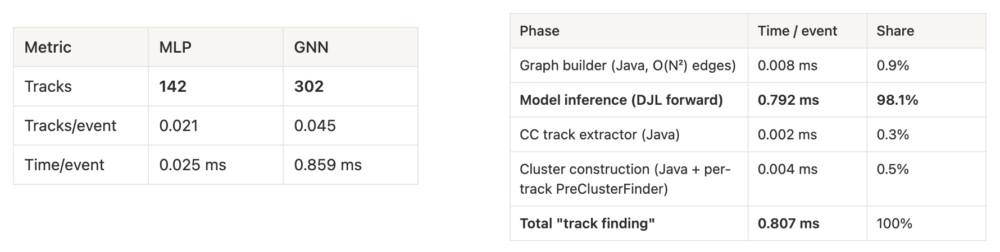 Metric MLP GNN
Tracks 142 302
Tracks/event 0.021 0.045
Time/event 0.025 ms 0.859 ms
Phase Time / event Share
Graph builder (Java, O(N²) edges) 0.008 ms 0.9%
Model inference (DJL forward) 0.792 ms 98.1%
CC track extractor (Java) 0.002 ms 0.3%
Cluster construction (Java + per- 0.004 ms 0.5%
track PreClusterFinder)
Total "track finding" 0.807 ms 100%